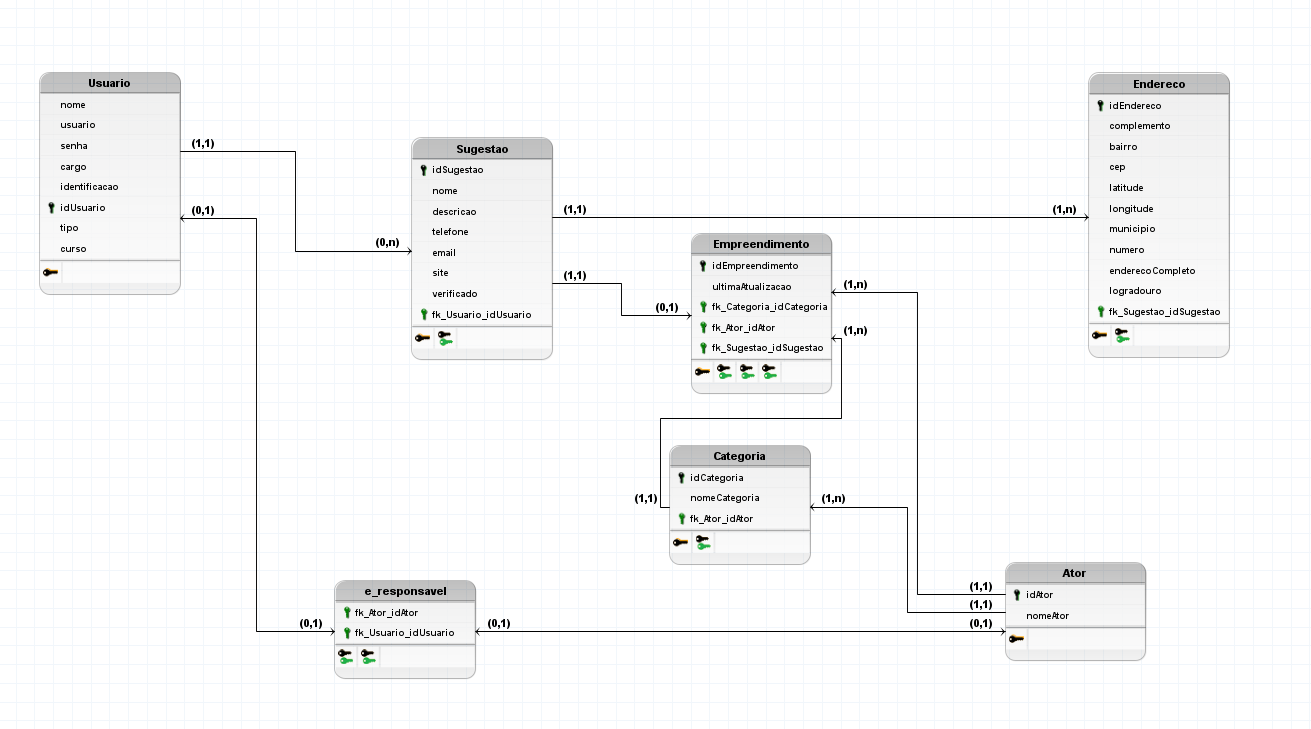 Usuario
nome
usuario
senha
cargo
identificacao
idUsuario
tipo
curso
(1,1)
(0,1)
(0,n)
Sugestao
idSugestao
nome
descricao
telefone
email
site
verificado
fk_Usuario_idUsuario
(1,1)
(1,n)
(1,1)
(0,1)
Empreendimento
idEmpreendimento
ultimaAtualizacao
fk_Categoria_idCategoria
fk_Ator_idAtor
fk_Sugestao_idSugestao
(1,n)
(1,n)
Endereco
idEndereco
complemento
bairro
cep
latitude
longitude
municipio
numero
enderecoCompleto
logradouro
fk_Sugestao_idSugestao
Categoria
idCategoria
nomeCategoria
fk_Ator_idAtor
(1,1)
(1,n)
e_responsavel
fk_Ator_idAtor
fk_Usuario_idUsuario
(0,1)
(0,1)
Ator
idAtor
nomeAtor
(1,1)
(1,1)
(0,1)